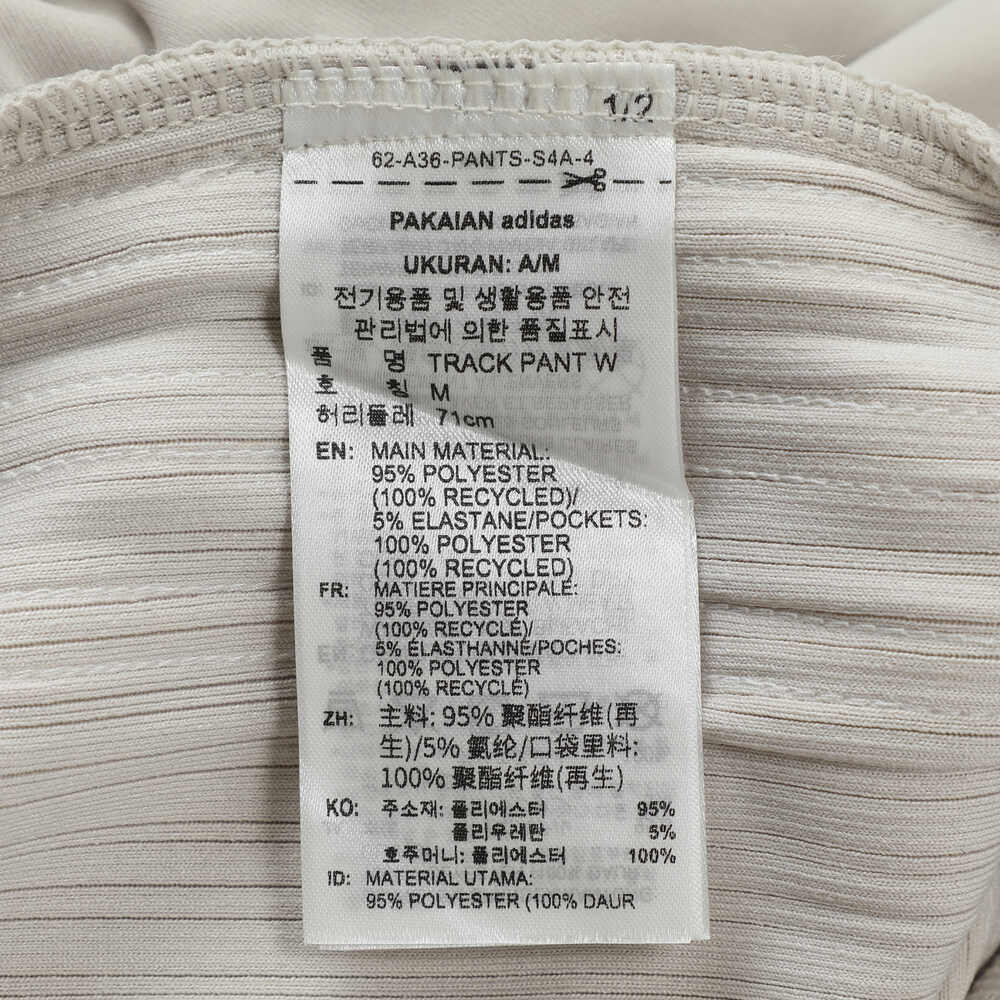 1/2
62-A36-PANTS-S4A-4
PAKAIAN adidas
UKURAN: A/M
전기용품 및 생활용품 안전
관리법에 의한 품질표시
품 명 TRACK PANT W
호 칭 M
허리둘레 71cm
EN: MAIN MATERIAL:
95% POLYESTER
(100% RECYCLED)/
5% ELASTANE/POCKETS:
100% POLYESTER
(100% RECYCLED)
FR: MATIERE PRINCIPALE:
95% POLYESTER
(100% RECYCLÉ)/
5% ÉLASTHANNE/POCHES:
100% POLYESTER
(100% RECYCLÉ)
ZH: 主料: 95% 聚酯纤维(再
生)/5% 氨纶/口袋里料:
100% 聚酯纤维(再生)
KO: 주소재: 폴리에스터 95%
폴리우레탄 5%
호주머니: 폴리에스터 100%
ID: MATERIAL UTAMA:
95% POLYESTER (100% DAUR